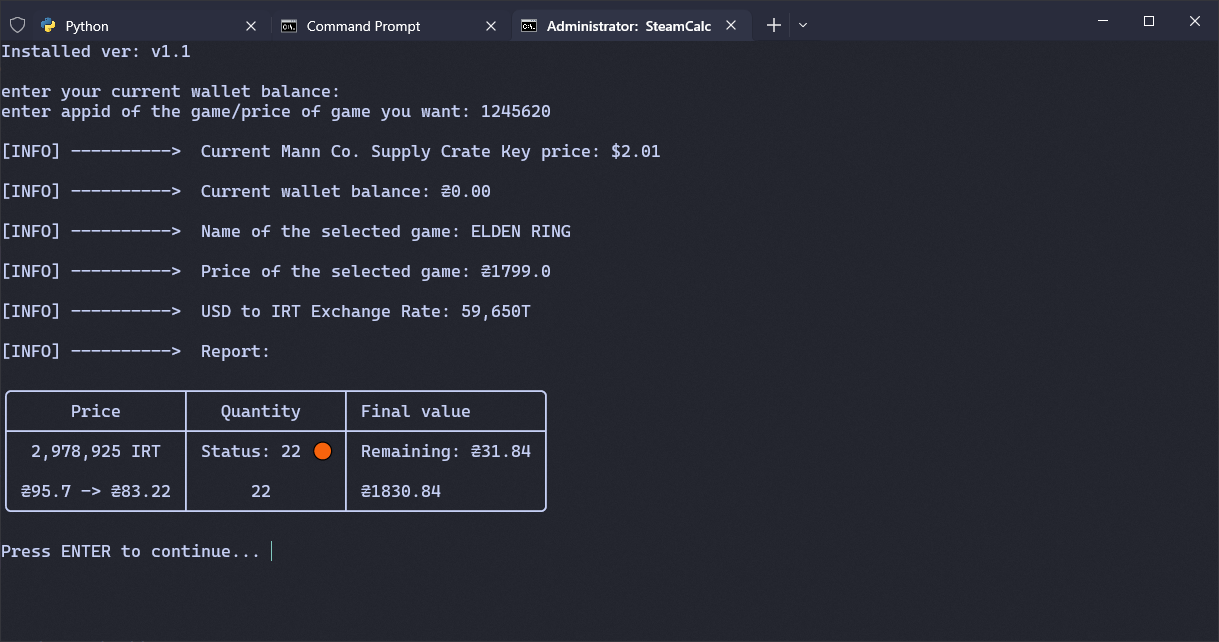 Python
Command Prompt
Administrator: SteamCalc
Installed ver: v1.1
enter your current wallet balance:
enter appid of the game/price of game you want: 1245620
[INFO] ----------> Current Mann Co. Supply Crate Key price: $2.01
[INFO] ----------> Current wallet balance: ₴0.00
[INFO] ----------> Name of the selected game: ELDEN RING
[INFO] ----------> Price of the selected game: ₴1799.0
[INFO] ----------> USD to IRT Exchange Rate: 59,650T
[INFO] ----------> Report:
Price Quantity Final value
2,978,925 IRT Status: 22 Remaining: ₴31.84
₴95.7 -> ₴83.22 22 ₴1830.84
Press ENTER to continue...